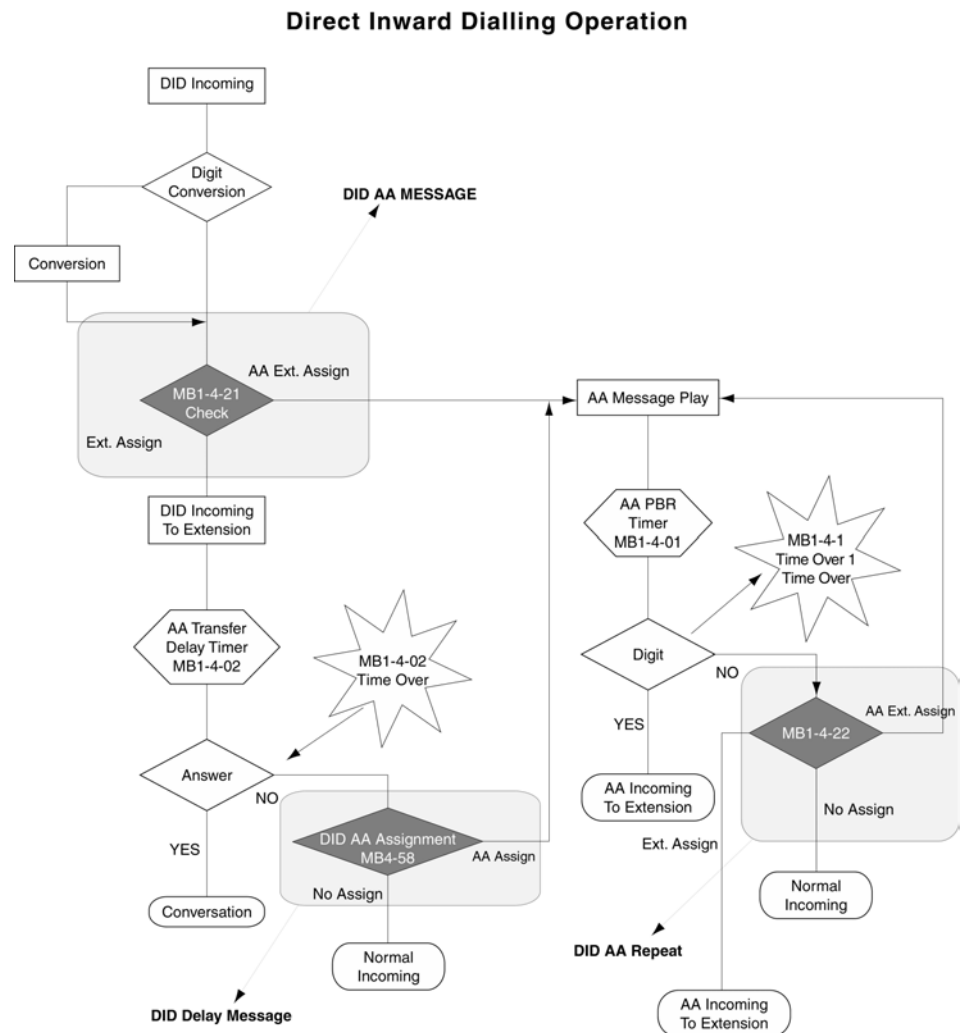 Direct Inward Dialling Operation
DID Incoming
Digit
Conversion
DID AA MESSAGE
Conversion
AA Ext. Assign
MB1-4-21
Check
Ext. Assign
AA Message Play
DID Incoming
To Extension
AA PBR
Timer
MB1-4-01
MB1-4-1
Time Over 1
Time Over
AA Transfer
Delay Timer
MB1-4-02
MB1-4-02
Time Over
Digit
NO
YES
AA Ext. Assign
MB1-4-22
Answer
NO
AA Incoming
To Extension
No Assign
Ext. Assign
YES
DID AA Assignment
MB4-58
AA Assign
No Assign
Conversation
Normal
Incoming
Normal
Incoming
DID AA Repeat
DID Delay Message
AA Incoming
To Extension